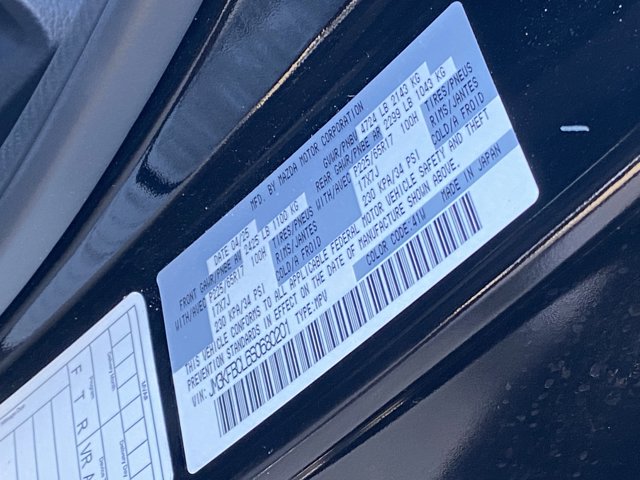 MFD. BY MAZDA MOTOR CORPORATION
DATE 04/25
GVWR/PNBV 4724 LB 2143 KG
FRONT GAWR/PNBE AV 2425 LB 1100 KG
REAR GAWR/PNBE AR 2299 LB 1043 KG
WITH/AVEC P225/65R17 100H TIRES/PNEUS
WITH/AVEC P225/65R17 100H TIRES/PNEUS
17X7J RIMS/JANTES
17X7J RIMS/JANTES
230 KPA/34 PSI COLD/A FROID
230 KPA/34 PSI COLD/A FROID
THIS VEHICLE CONFORMS TO ALL APPLICABLE FEDERAL MOTOR VEHICLE SAFETY AND THEFT
PREVENTION STANDARDS IN EFFECT ON THE DATE OF MANUFACTURE SHOWN ABOVE.
TYPE:MPV
COLOR CODE:41W
MADE IN JAPAN
F T R VR A